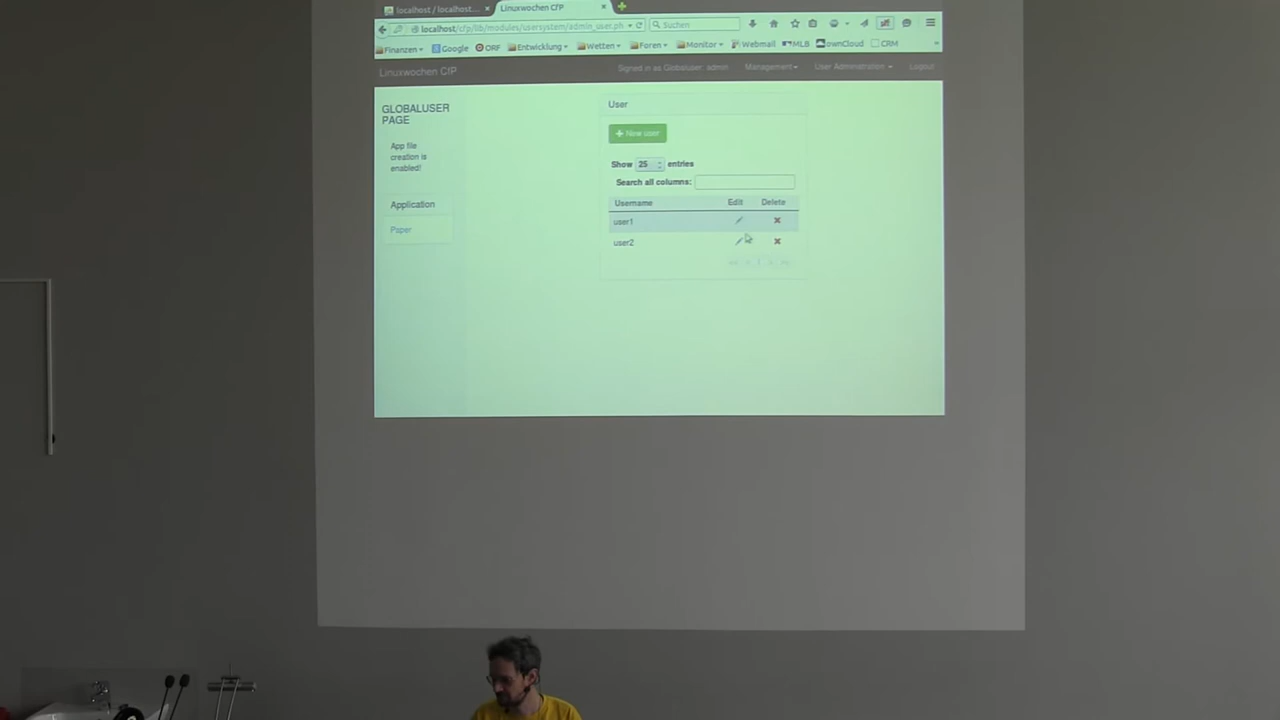 localhost / localhost...
Linuxwochen CfP
localhost/cfp/lib/modules/usersystem/admin_user.ph
Suchen
Finanzen
Google
ORF
Entwicklung
Wetten
Foren
Monitor
Webmail
MLB
ownCloud
CRM
Linuxwochen CfP
Signed in as Globaluser: admin
Management
User Administration
Logout
GLOBALUSER
PAGE
App file
creation is
enabled!
Application
Paper
User
+ New user
Show 25 entries
Search all columns:
Username Edit Delete
user1
user2